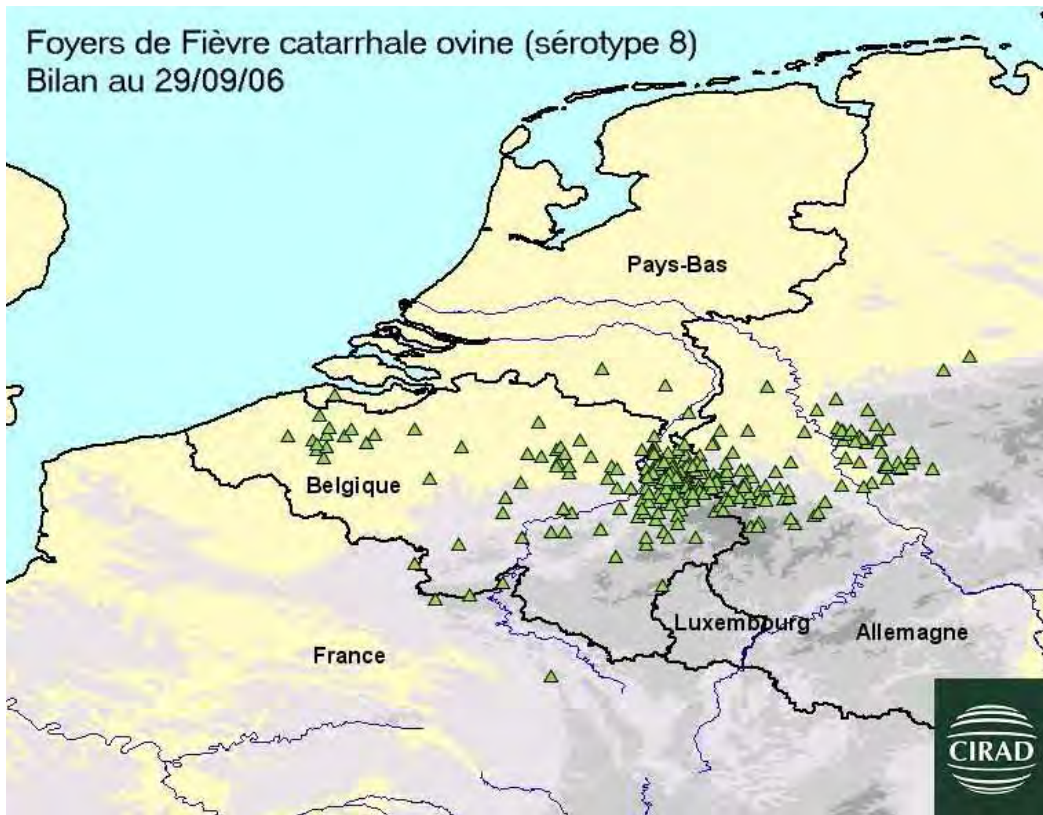 Foyers de Fièvre catarrhale ovine (sérotype 8)
Bilan au 29/09/06
Pays-Bas
Belgique
Luxembourg
Allemagne
France
CIRAD